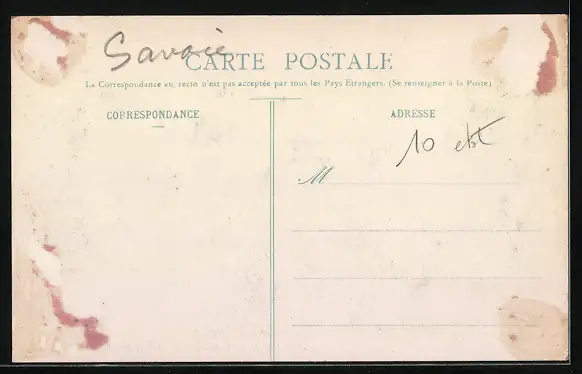 Savoie
CARTE POSTALE
La Correspondance au recto n'est pas acceptée par tous les Pays Etrangers. (Se renseigner à la Poste)
CORRESPONDANCE
ADRESSE
10 ebt
M